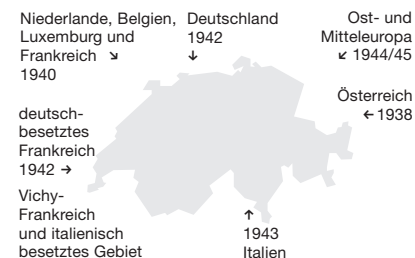 Niederlande, Belgien,
Luxemburg und
Frankreich ↘
1940
Deutschland
1942
↓
Ost- und
Mitteleuropa
↙ 1944/45
Österreich
← 1938
deutsch-
besetztes
Frankreich
1942 →
Vichy-
Frankreich
und italienisch
besetztes Gebiet
↑
1943
Italien